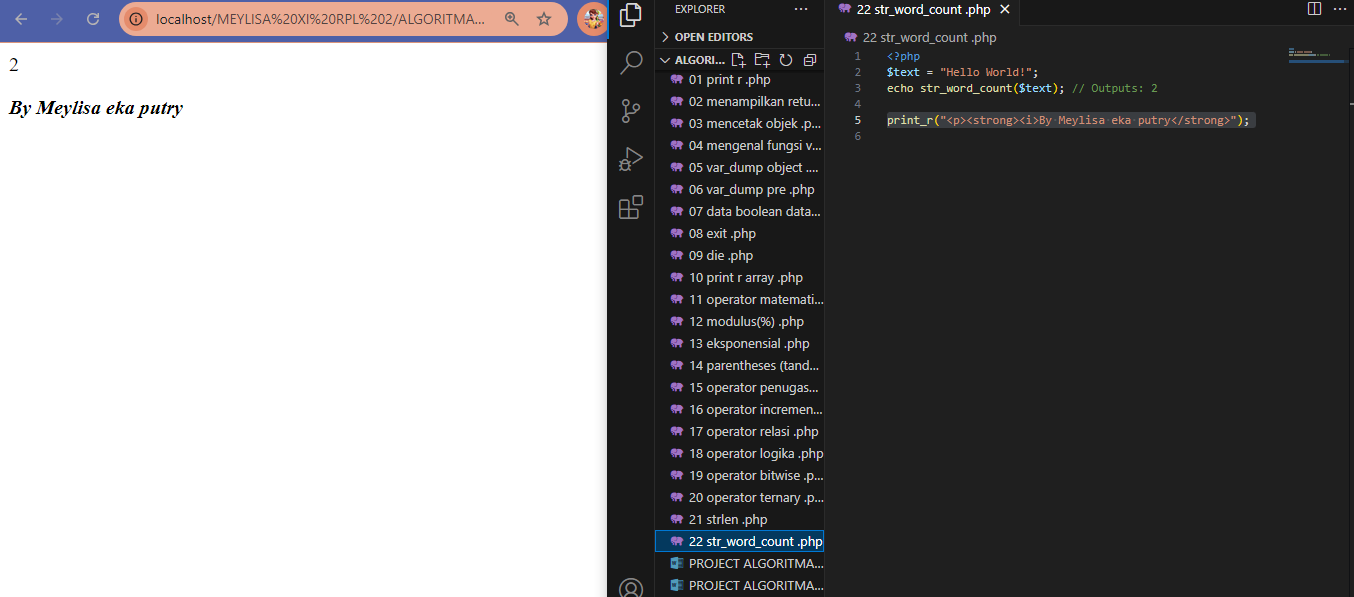 localhost/MEYLISA%20XI%20RPL%202/ALGORITMA...
2
By Meylisa eka putry
EXPLORER
OPEN EDITORS
ALGORI...
01 print r .php
02 menampilkan retu...
03 mencetak objek .p...
04 mengenal fungsi v...
05 var_dump object ....
06 var_dump pre .php
07 data boolean data...
08 exit .php
09 die .php
10 print r array .php
11 operator matemati...
12 modulus(%) .php
13 eksponensial .php
14 parentheses (tand...
15 operator penugas...
16 operator incremen...
17 operator relasi .php
18 operator logika .php
19 operator bitwise .p...
20 operator ternary .p...
21 strlen .php
22 str_word_count .php
PROJECT ALGORITMA...
PROJECT ALGORITMA...
22 str_word_count .php
22 str_word_count .php
1 <?php
2 $text = "Hello World!";
3 echo str_word_count($text); // Outputs: 2
4
5 print_r("<p><strong><i>By Meylisa eka putry</strong>");
6